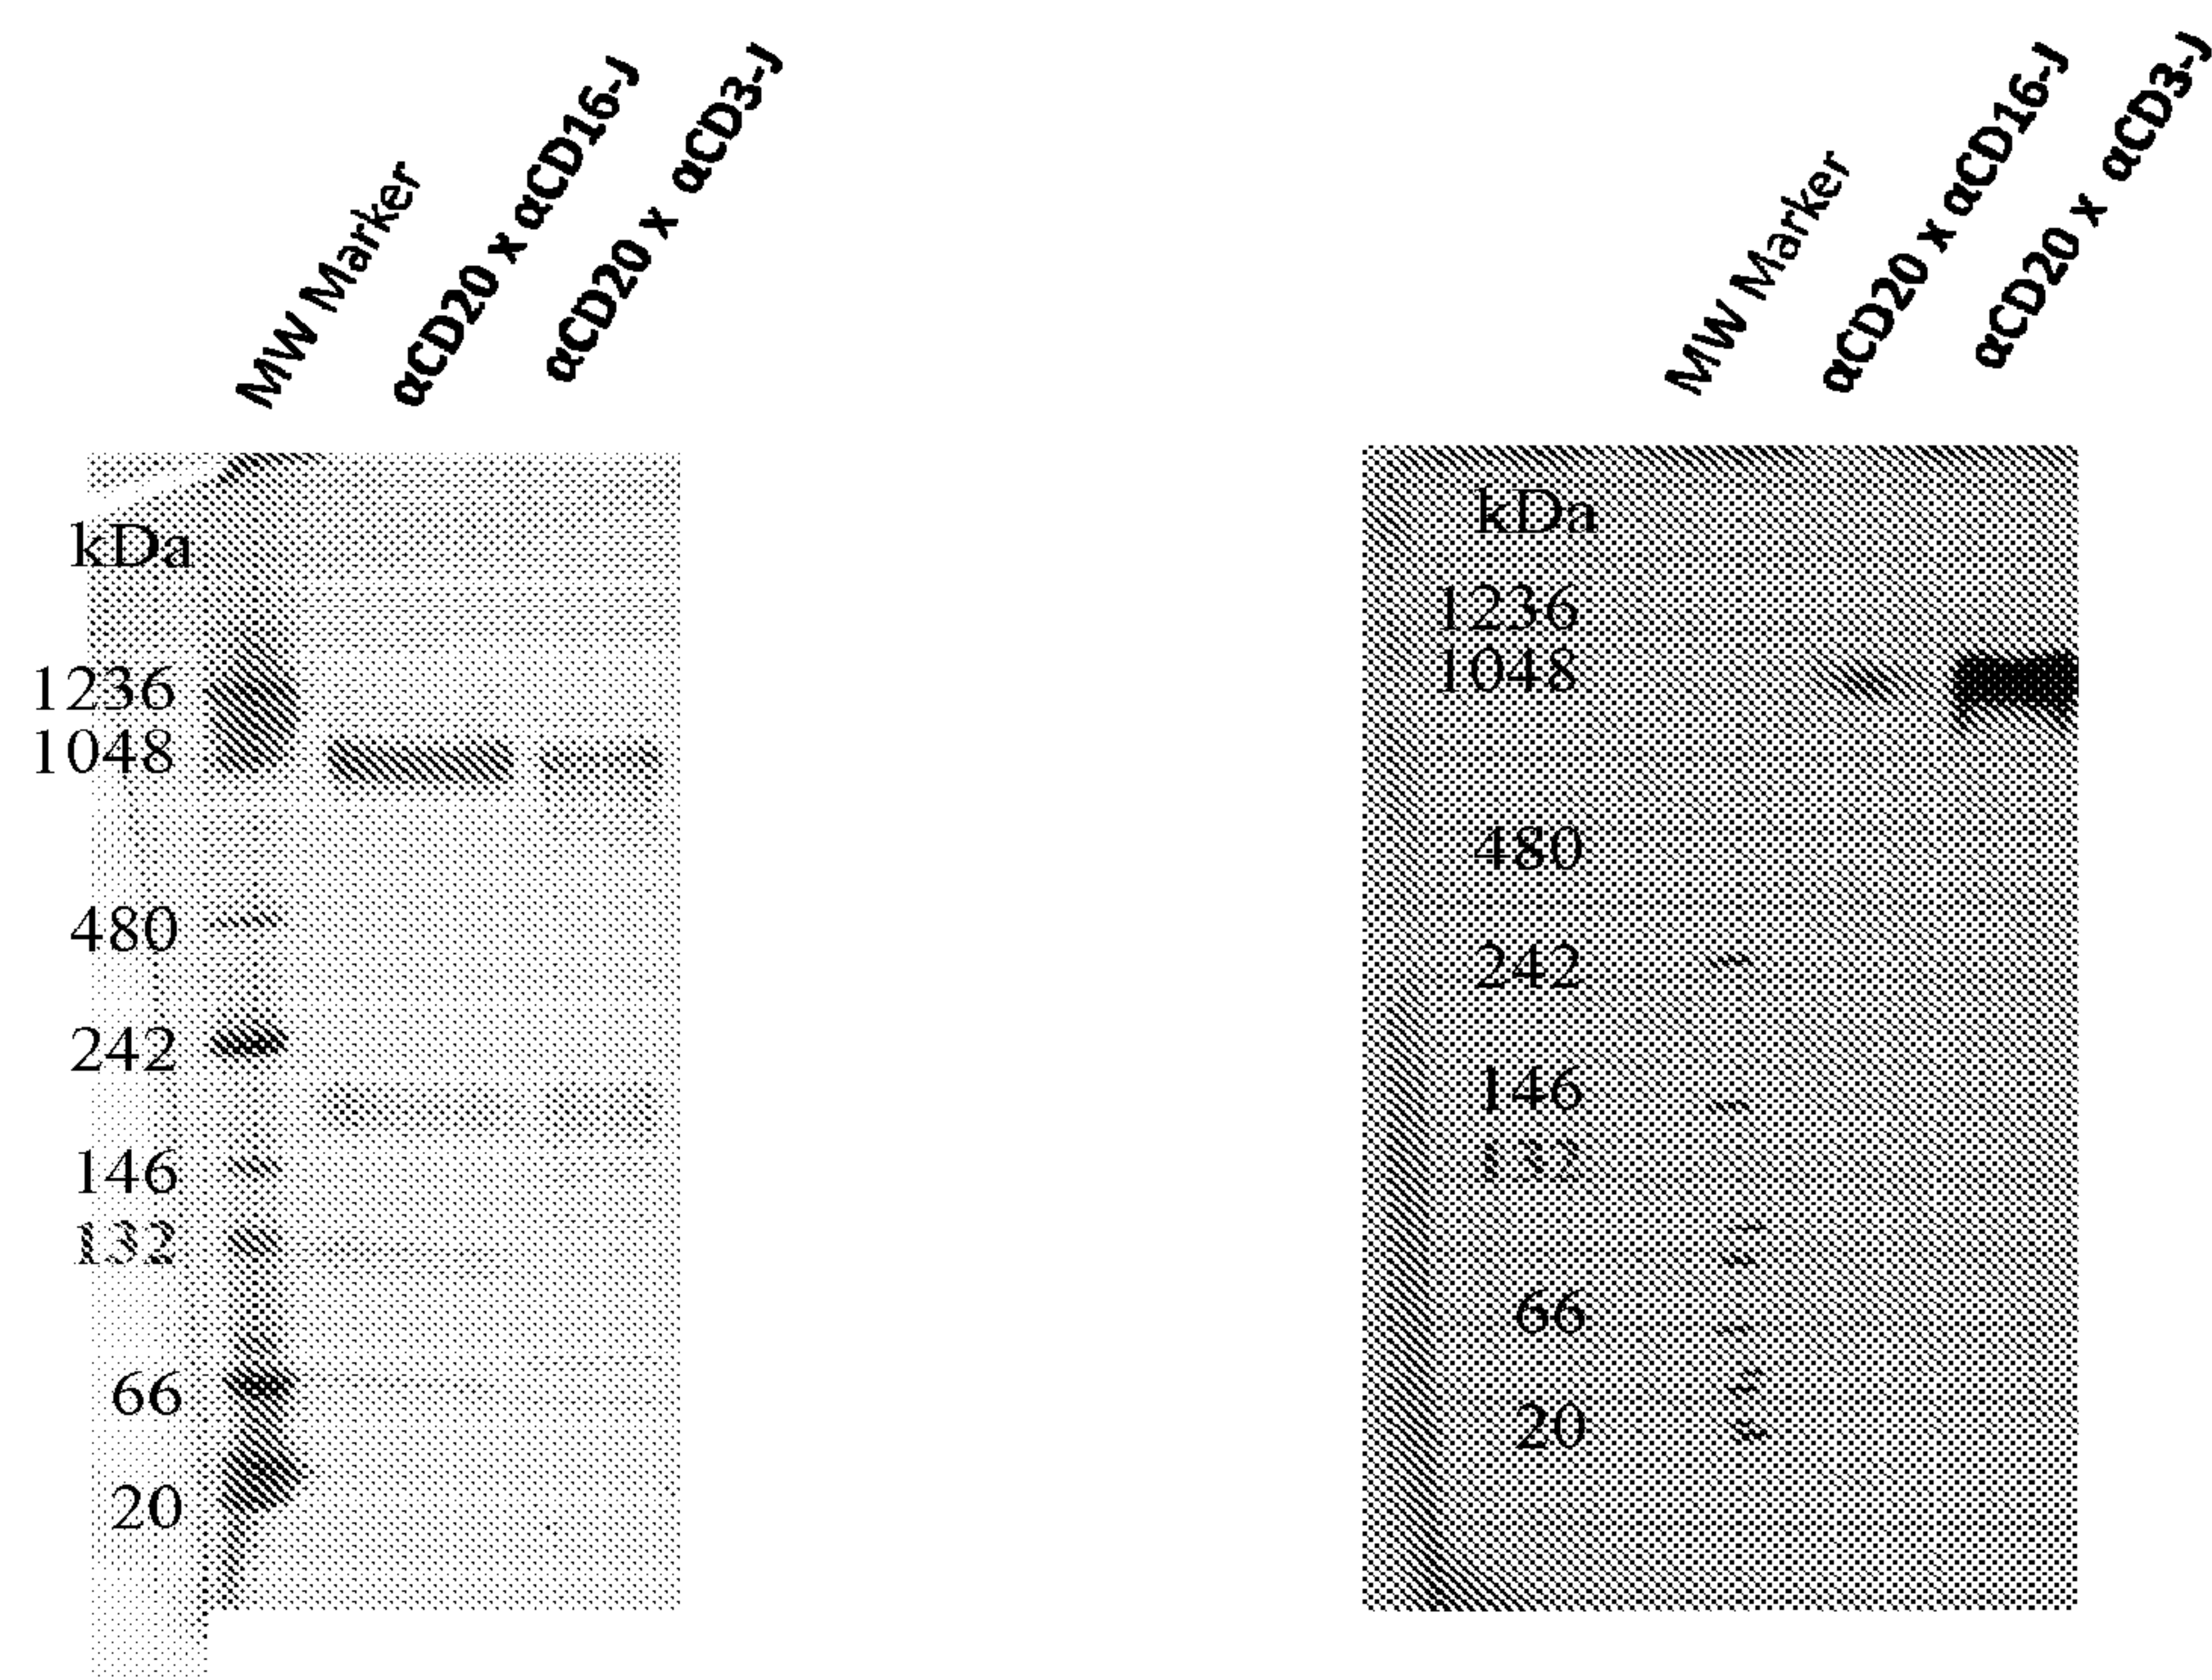 MW Marker
αCD20 x αCD16-J
αCD20 x αCD3-J
kDa
1236
1048
480
242
146
132
66
20
MW Marker
αCD20 x αCD16-J
αCD20 x αCD3-J
kDa
1236
1048
480
242
146
132
66
20